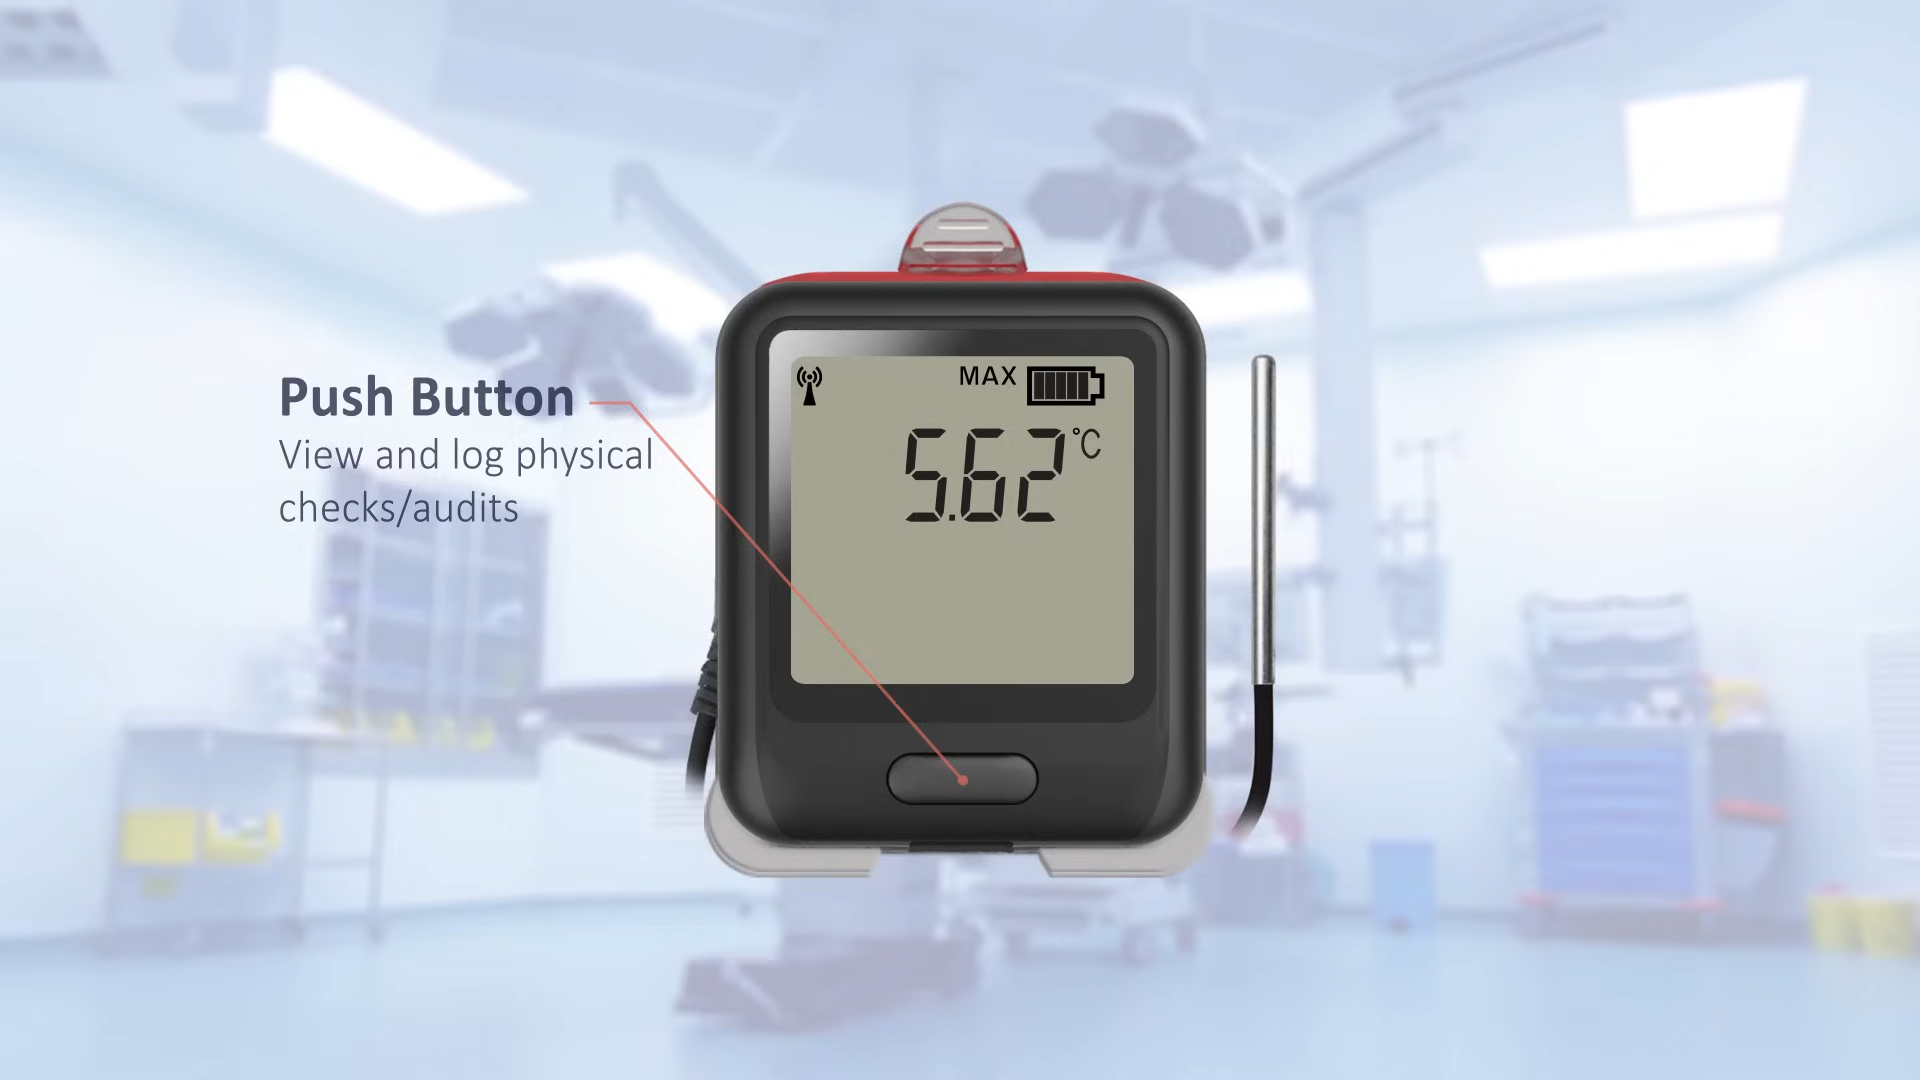 Push Button
View and log physical
checks/audits
MAX
5.62°C